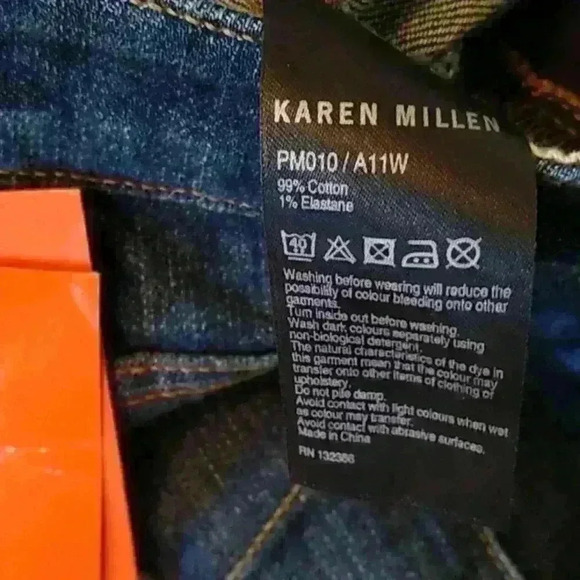 KAREN MILLEN
PM010 / A11W
99% Cotton
1% Elastane
40
Washing before wearing will reduce the
possibility of colour bleeding onto other
garments.
Turn inside out before washing.
Wash dark colours separately using
non-biological detergent.
The natural characteristics of the dye in
this garment mean that the colour may
transfer onto other items of clothing or
upholstery.
Do not pile damp.
Avoid contact with light colours when wet
as colour may transfer.
Avoid contact with abrasive surfaces.
Made in China
RN 132386